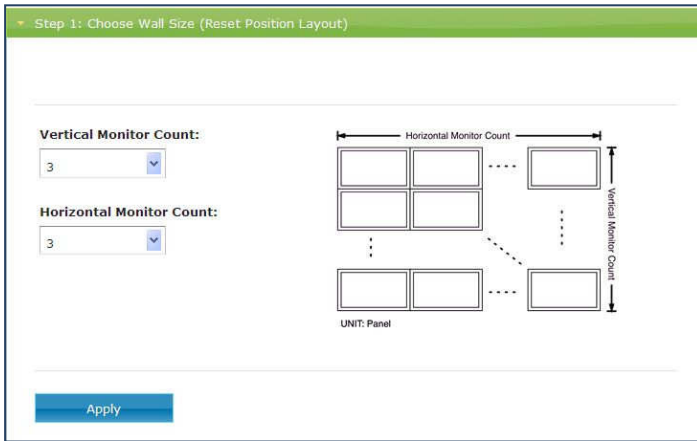 Step 1: Choose Wall Size (Reset Position Layout)
Vertical Monitor Count:
3
Horizontal Monitor Count:
3
Horizontal Monitor Count
Vertical Monitor Count
UNIT: Panel
Apply